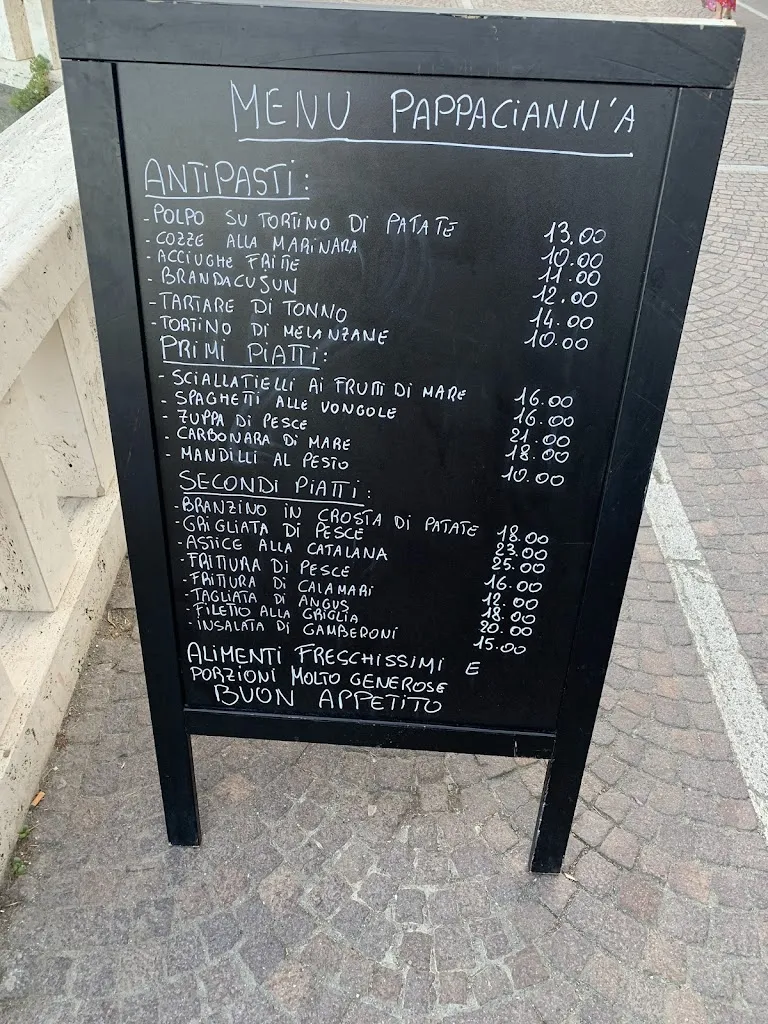 MENU PAPPACIANN'A
ANTIPASTI:
- POLPO SU TORTINO DI PATATE 13.00
- COZZE ALLA MARINARA 10.00
- ACCIUGHE FRITTE 11.00
- BRANDACUJUN 12.00
- TARTARE DI TONNO 14.00
- TORTINO DI MELANZANE 10.00
PRIMI PIATTI:
- SCIALLATIELLI AI FRUTTI DI MARE 16.00
- SPAGHETTI ALLE VONGOLE 16.00
- ZUPPA DI PESCE 21.00
- CARBONARA DI MARE 18.00
- MANDILLI AL PESTO 10.00
SECONDI PIATTI:
- BRANZINO IN CROSTA DI PATATE 18.00
- GRIGLIATA DI PESCE 23.00
- ASTICE ALLA CATALANA 25.00
- FRITTURA DI PESCE 16.00
- FRITTURA DI CALAMARI 12.00
- TAGLIATA DI ANGUS 18.00
- FILETTO ALLA GRIGLIA 20.00
- INSALATA DI GAMBERONI 15.00
ALIMENTI FRESCHISSIMI E
PORZIONI MOLTO GENEROSE
BUON APPETITO